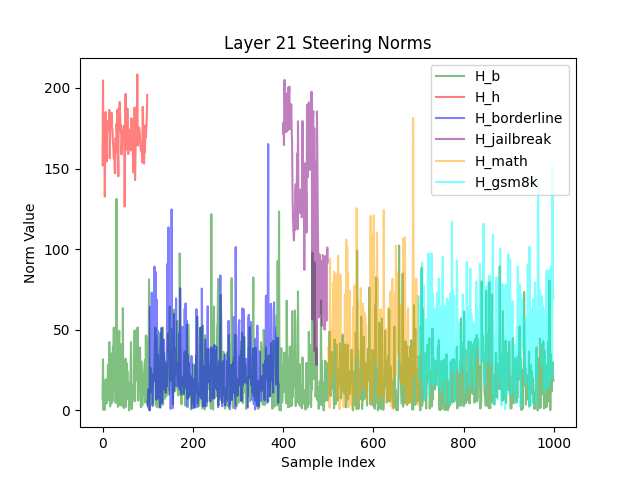 Layer 21 Steering Norms
H_b
H_h
H_borderline
H_jailbreak
H_math
H_gsm8k
Norm Value
200
150
100
50
0
0
200
400
600
800
1000
Sample Index